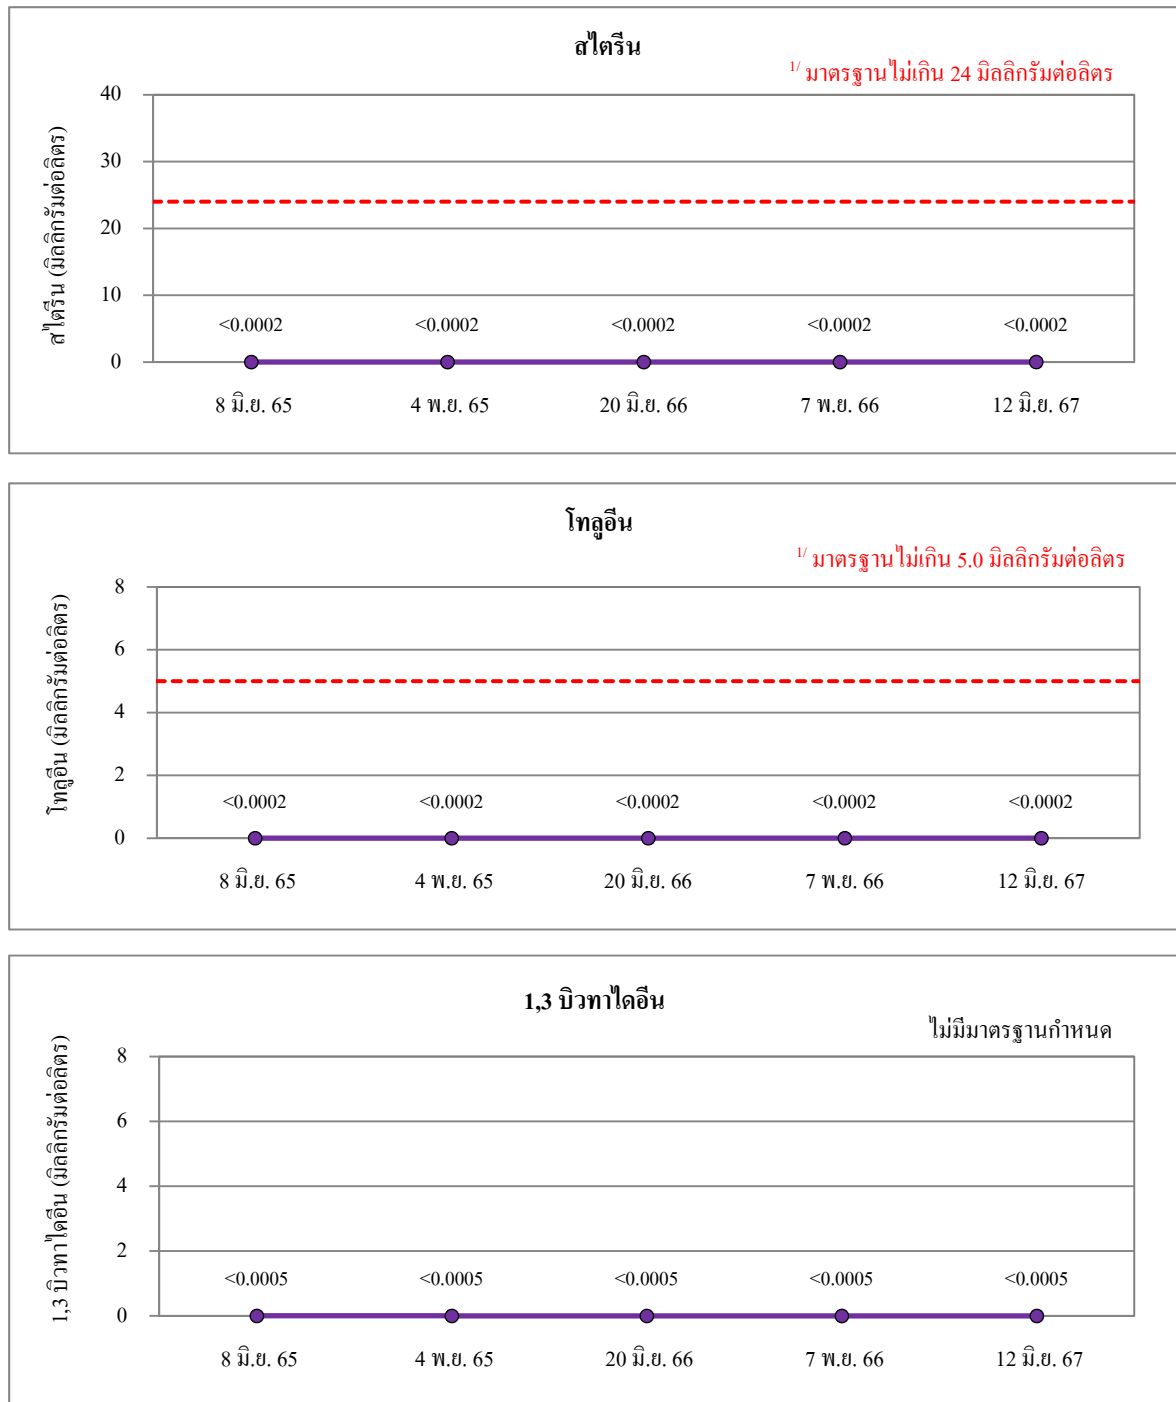 สไตรีน
1/ มาตรฐานไม่เกิน 24 มิลลิกรัมต่อลิตร
สไตรีน (มิลลิกรัมต่อลิตร)
40
30
20
10
0
<0.0002 <0.0002 <0.0002 <0.0002 <0.0002
8 มิ.ย. 65 4 พ.ย. 65 20 มิ.ย. 66 7 พ.ย. 66 12 มิ.ย. 67
โทลูอีน
1/ มาตรฐานไม่เกิน 5.0 มิลลิกรัมต่อลิตร
โทลูอีน (มิลลิกรัมต่อลิตร)
8
6
4
2
0
<0.0002 <0.0002 <0.0002 <0.0002 <0.0002
8 มิ.ย. 65 4 พ.ย. 65 20 มิ.ย. 66 7 พ.ย. 66 12 มิ.ย. 67
1,3 บิวทาไดอีน
ไม่มีมาตรฐานกำหนด
1,3 บิวทาไดอีน (มิลลิกรัมต่อลิตร)
8
6
4
2
0
<0.0005 <0.0005 <0.0005 <0.0005 <0.0005
8 มิ.ย. 65 4 พ.ย. 65 20 มิ.ย. 66 7 พ.ย. 66 12 มิ.ย. 67